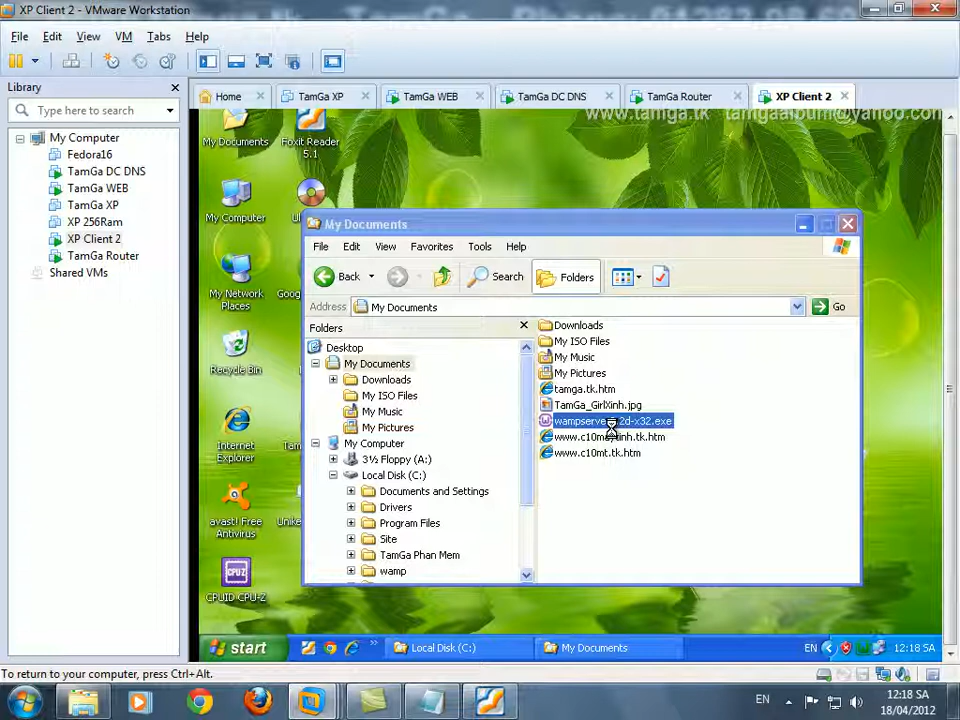 XP Client 2 - VMware Workstation
File Edit View VM Tabs Help
Library
Type here to search
Home
TamGa XP
TamGa WEB
TamGa DC DNS
TamGa Router
XP Client 2
My Computer
Fedora16
TamGa DC DNS
TamGa WEB
TamGa XP
XP 256Ram
XP Client 2
TamGa Router
Shared VMs
www.tamga.tk tamgaalbum@yahoo.com
My Documents
Foxit Reader 5.1
My Computer
My Network Places
Recycle Bin
Internet Explorer
avast! Free Antivirus
CPUID CPU-Z
My Documents
File Edit View Favorites Tools Help
Back
Search
Folders
Address
My Documents
Go
Folders
Desktop
My Documents
Downloads
My ISO Files
My Music
My Pictures
My Computer
3½ Floppy (A:)
Local Disk (C:)
Documents and Settings
Drivers
Program Files
Site
TamGa Phan Mem
wamp
Downloads
My ISO Files
My Music
My Pictures
tamga.tk.htm
TamGa_GirlXinh.jpg
www.c10mt.tk.htm
start
Local Disk (C:)
My Documents
EN
12:18 SA
To return to your computer, press Ctrl+Alt.
EN
12:18 SA
18/04/2012